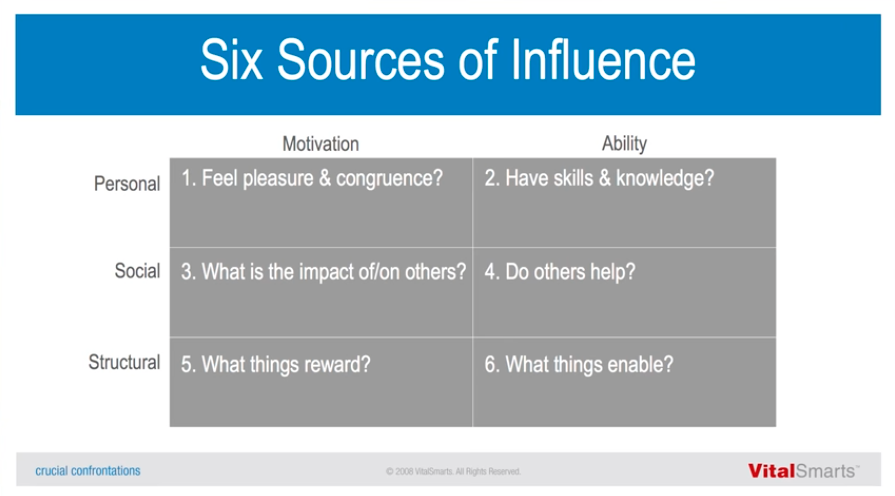 Six Sources of Influence
Motivation
Ability
Personal
1. Feel pleasure & congruence?
2. Have skills & knowledge?
Social
3. What is the impact of/on others?
4. Do others help?
Structural
5. What things reward?
6. What things enable?
crucial confrontations
© 2008 VitalSmarts. All Rights Reserved.
VitalSmarts™